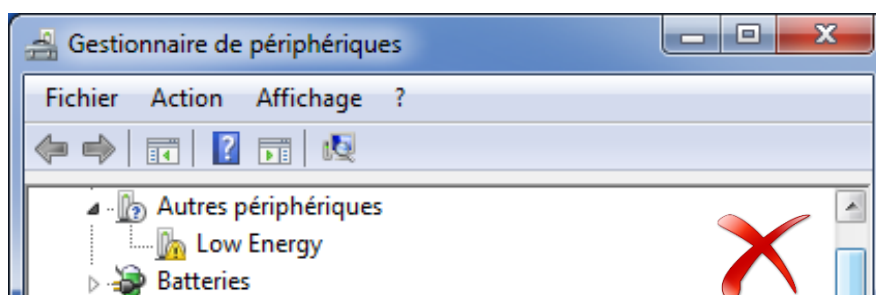 Gestionnaire de périphériques
Fichier Action Affichage ?
Autres périphériques
Low Energy
Batteries